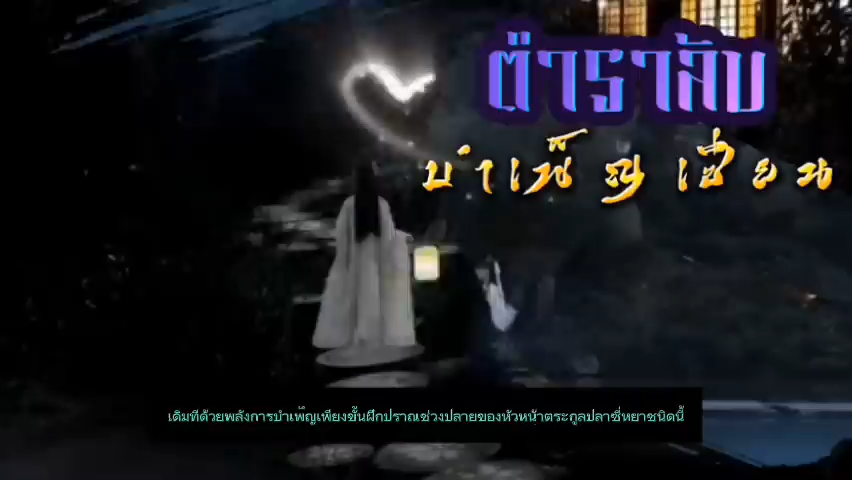 ตำราลับ
บำเพ็ญเซียน
เดิมทีด้วยพลังการบำเพ็ญเพียงขั้นฝึกปราณช่วงปลายของหัวหน้าตระกูลปลาซี่หยาชนิดนี้